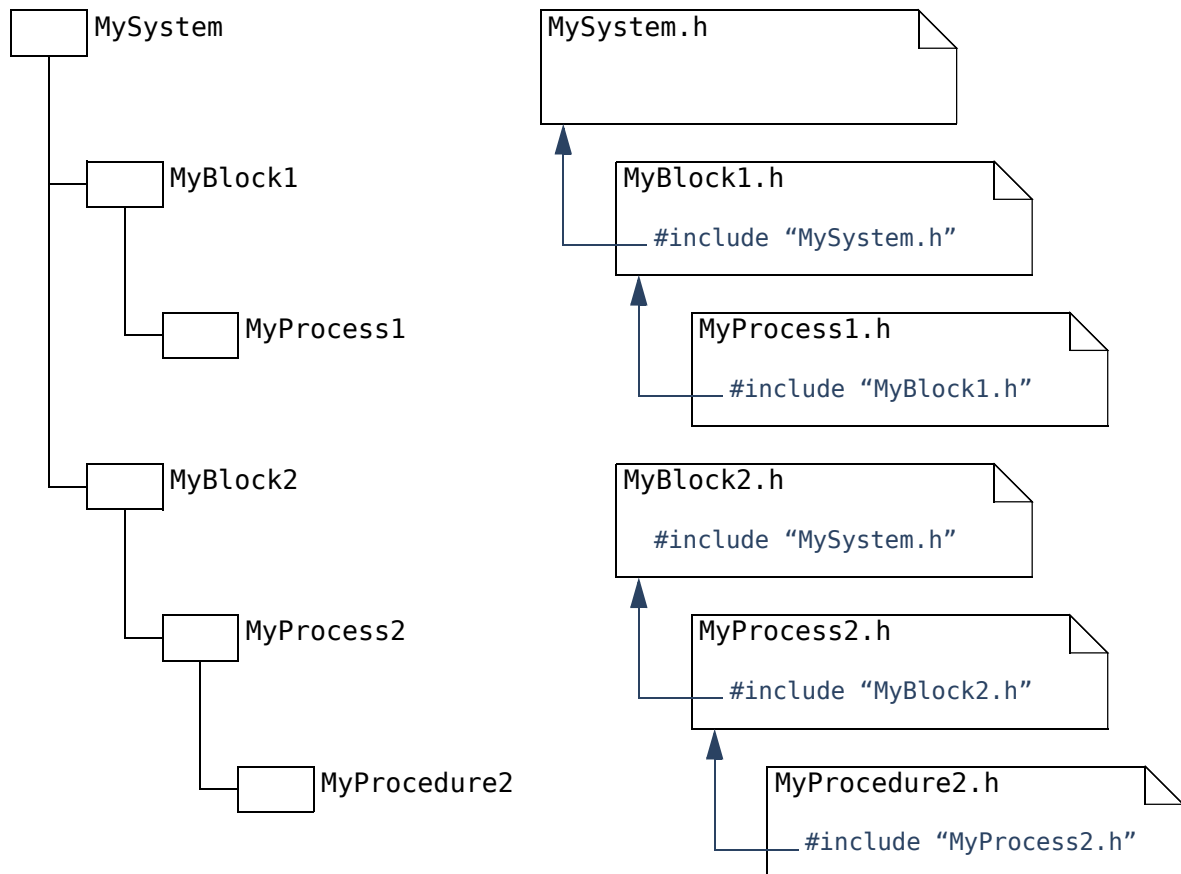 MySystem
MySystem.h
MyBlock1
MyBlock1.h
#include “MySystem.h”
MyProcess1
MyProcess1.h
#include “MyBlock1.h”
MyBlock2
MyBlock2.h
#include “MySystem.h”
MyProcess2
MyProcess2.h
#include “MyBlock2.h”
MyProcedure2
MyProcedure2.h
#include “MyProcess2.h”